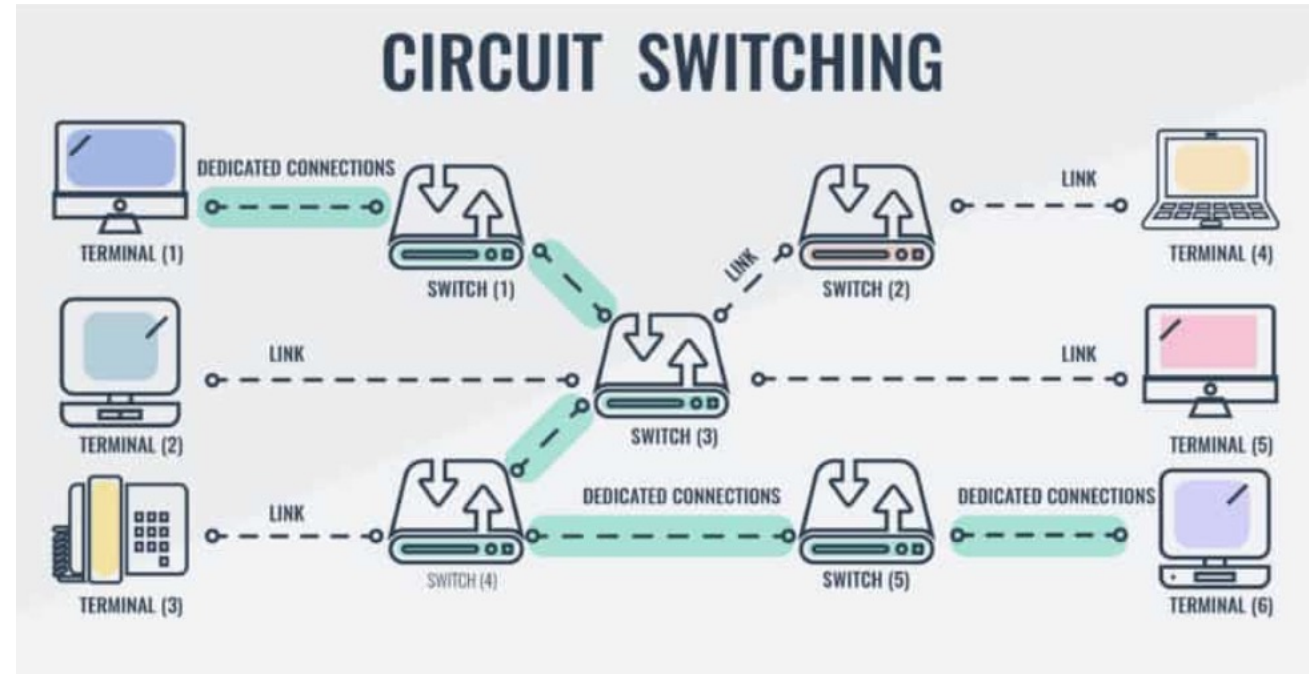 CIRCUIT SWITCHING
DEDICATED CONNECTIONS
LINK
TERMINAL (1)
SWITCH (1)
LINK
SWITCH (2)
TERMINAL (4)
LINK
LINK
TERMINAL (2)
SWITCH (3)
TERMINAL (5)
LINK
DEDICATED CONNECTIONS
DEDICATED CONNECTIONS
TERMINAL (3)
SWITCH (4)
SWITCH (5)
TERMINAL (6)